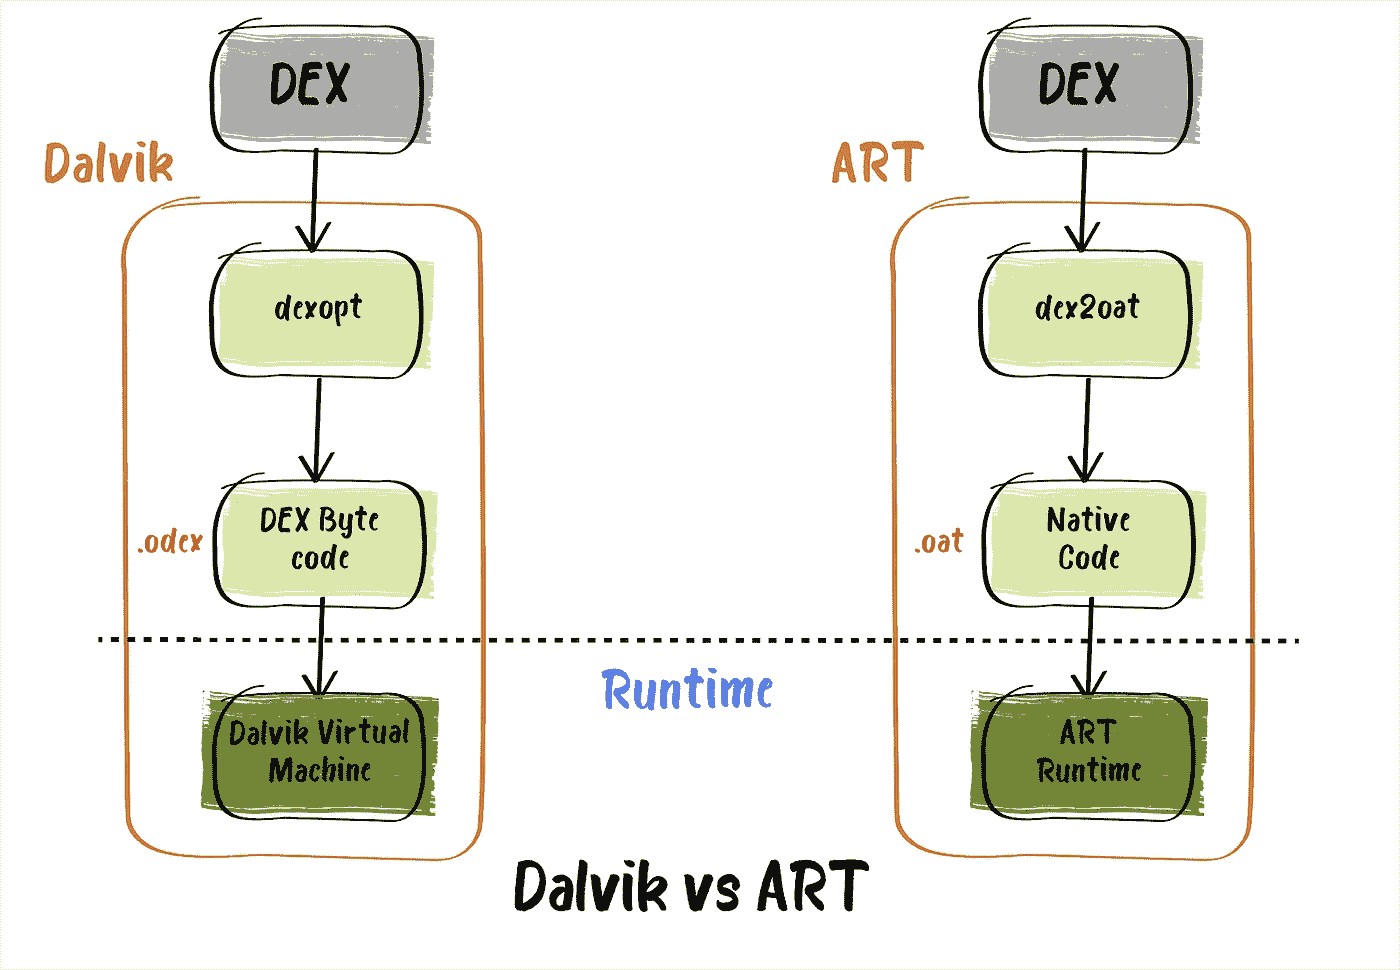 DEX
Dalvik
dexopt
.odex
DEX Byte
code
Dalvik Virtual
Machine
DEX
ART
dex2oat
.oat
Native
Code
ART
Runtime
Runtime
Dalvik vs ART